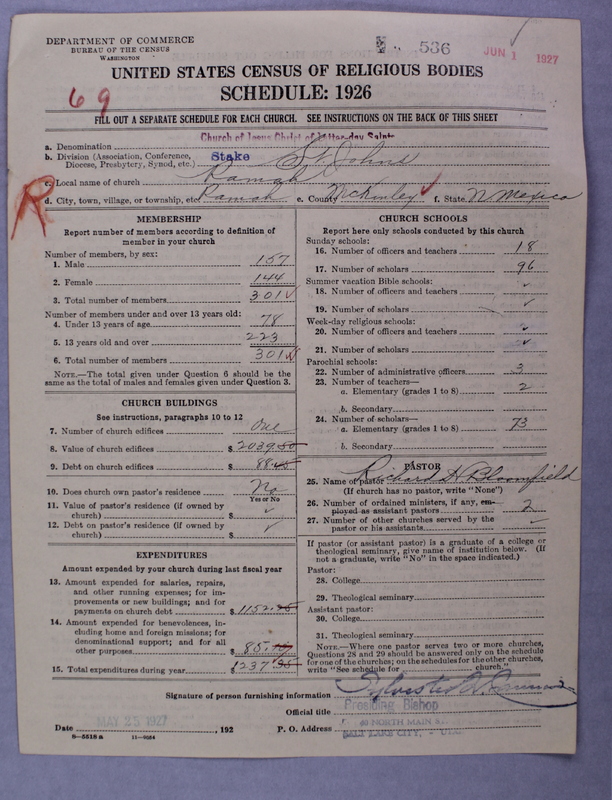 DEPARTMENT OF COMMERCE
BUREAU OF THE CENSUS
WASHINGTON
536
JUN 1 1927
UNITED STATES CENSUS OF RELIGIOUS BODIES
SCHEDULE: 1926
69
FILL OUT A SEPARATE SCHEDULE FOR EACH CHURCH. SEE INSTRUCTIONS ON THE BACK OF THIS SHEET
a. Denomination Church of Jesus Christ of Latter-day Saints
b. Division (Association, Conference, Diocese, Presbytery, Synod, etc.) Stake St Johns
c. Local name of church Ramah
R
d. City, town, village, or township, etc. Ramah e. County McKinley ✓ f. State N Mexico
MEMBERSHIP
Report number of members according to definition of
member in your church
Number of members, by sex:
1. Male 157
2. Female 144
3. Total number of members 301 ✓
Number of members under and over 13 years old:
4. Under 13 years of age 78
5. 13 years old and over 223
6. Total number of members 301 ✓
NOTE.—The total given under Question 6 should be the
same as the total of males and females given under Question 3.
CHURCH BUILDINGS
See instructions, paragraphs 10 to 12
7. Number of church edifices One
8. Value of church edifices $ 2039.50
9. Debt on church edifices $ 88.45
10. Does church own pastor's residence No
Yes or No
11. Value of pastor's residence (if owned by
church) $ ✓
12. Debt on pastor's residence (if owned by
church) $ ✓
EXPENDITURES
Amount expended by your church during last fiscal year
13. Amount expended for salaries, repairs,
and other running expenses; for im-
provements or new buildings; and for
payments on church debt $ 1152.
14. Amount expended for benevolences, in-
cluding home and foreign missions; for
denominational support; and for all
other purposes $ 85.
15. Total expenditures during year $ 1237
CHURCH SCHOOLS
Report here only schools conducted by this church
Sunday schools:
16. Number of officers and teachers 18
17. Number of scholars 96
Summer vacation Bible schools:
18. Number of officers and teachers ✓
19. Number of scholars ✓
Week-day religious schools:
20. Number of officers and teachers ✓
21. Number of scholars ✓
Parochial schools:
22. Number of administrative officers 3
23. Number of teachers—
a. Elementary (grades 1 to 8) 2
b. Secondary
24. Number of scholars—
a. Elementary (grades 1 to 8) 73
b. Secondary
PASTOR
25. Name of pastor Richard H Bloomfield
(If church has no pastor, write "None")
26. Number of ordained ministers, if any, em-
ployed as assistant pastors 2
27. Number of other churches served by the
pastor or his assistants ✓
If pastor (or assistant pastor) is a graduate of a college or
theological seminary, give name of institution below. (If
not a graduate, write "No" in the space indicated.)
Pastor:
28. College
29. Theological seminary
Assistant pastor:
30. College
31. Theological seminary
NOTE.—Where one pastor serves two or more churches,
Questions 28 and 29 should be answered only on the schedule
for one of the churches; on the schedules for the other churches,
write "See schedule for church."
Signature of person furnishing information Sylvester Q. Cannon
Official title Presiding Bishop
Date MAY 25 1927, 192 P. O. Address 40 NORTH MAIN
SALT LAKE CITY, UTAH
8—5518 a 11—9054